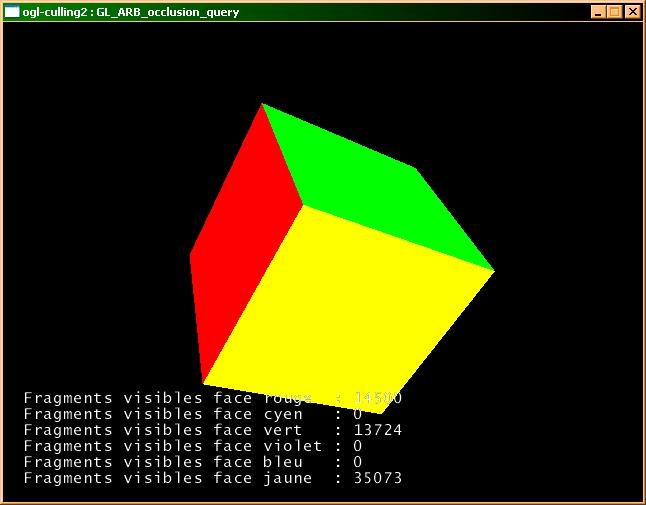 ogl-culling2 : GL_ARB_occlusion_query
Fragments visibles face rouge : 14580
Fragments visibles face cyen : 0
Fragments visibles face vert : 13724
Fragments visibles face violet : 0
Fragments visibles face bleu : 0
Fragments visibles face jaune : 35073